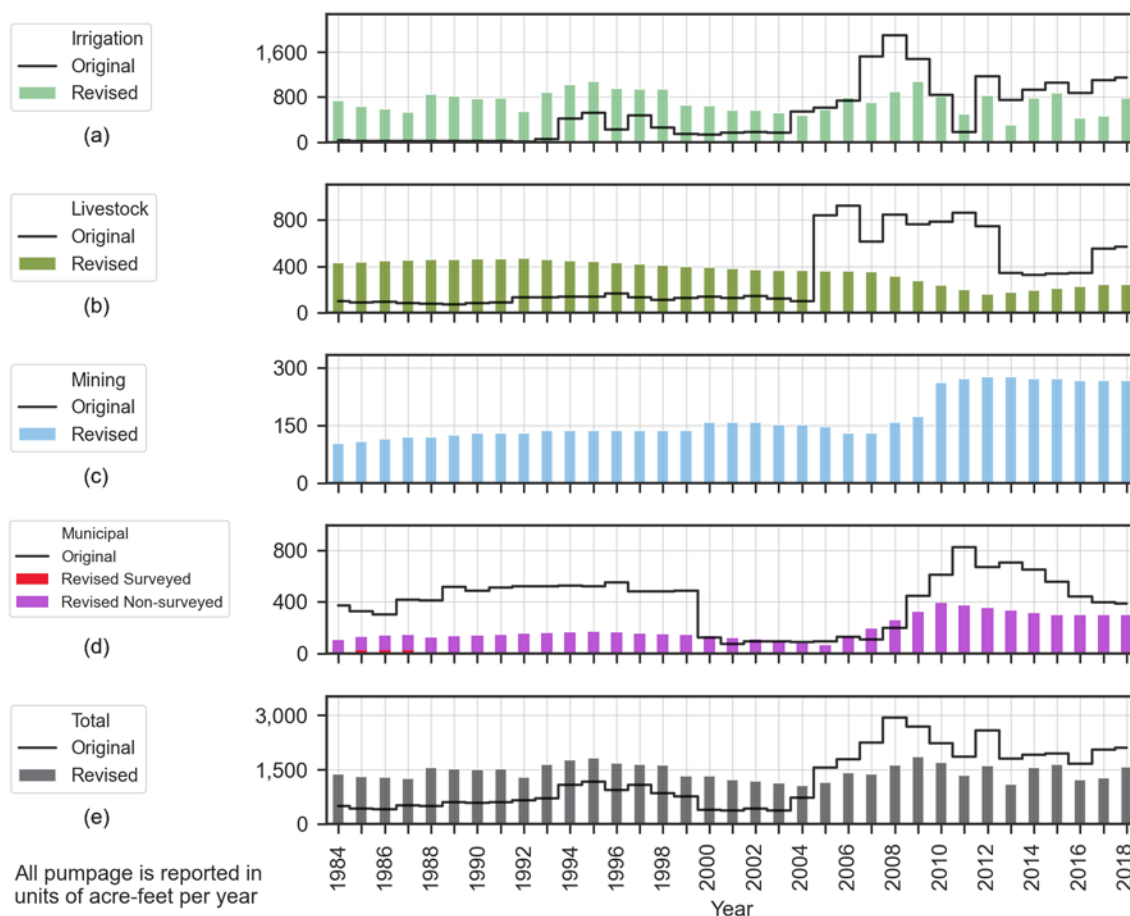 Irrigation
Original
Revised
(a)
1,600
800
0
Livestock
Original
Revised
(b)
800
400
0
Mining
Original
Revised
(c)
300
150
0
Municipal
Original
Revised Surveyed
Revised Non-surveyed
(d)
800
400
0
Total
Original
Revised
(e)
3,000
1,500
0
1984 1986 1988 1990 1992 1994 1996 1998 2000 2002 2004 2006 2008 2010 2012 2014 2016 2018
Year
All pumpage is reported in
units of acre-feet per year